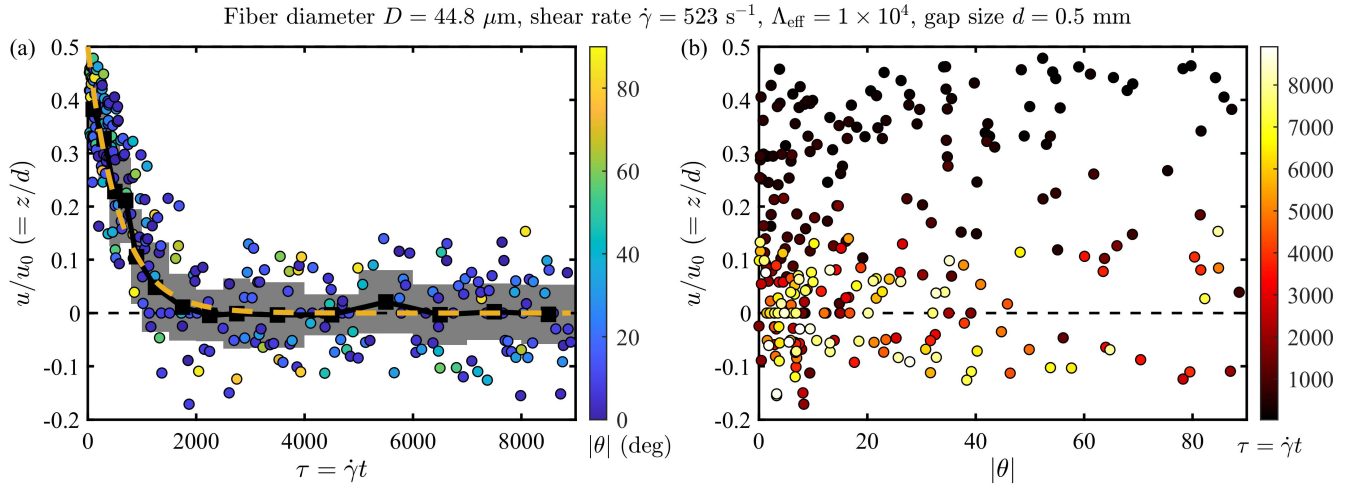 Fiber diameter D = 44.8 μm, shear rate γ̇ = 523 s⁻¹, Λ_eff = 1 × 10⁴, gap size d = 0.5 mm
(a)
u/u₀ (= z/d)
0.5
0.4
0.3
0.2
0.1
0
-0.1
-0.2
0 2000 4000 6000 8000
τ = γ̇t
80
60
40
20
0
|θ| (deg)
(b)
u/u₀ (= z/d)
0.5
0.4
0.3
0.2
0.1
0
-0.1
-0.2
0 20 40 60 80
|θ|
8000
7000
6000
5000
4000
3000
2000
1000
τ = γ̇t